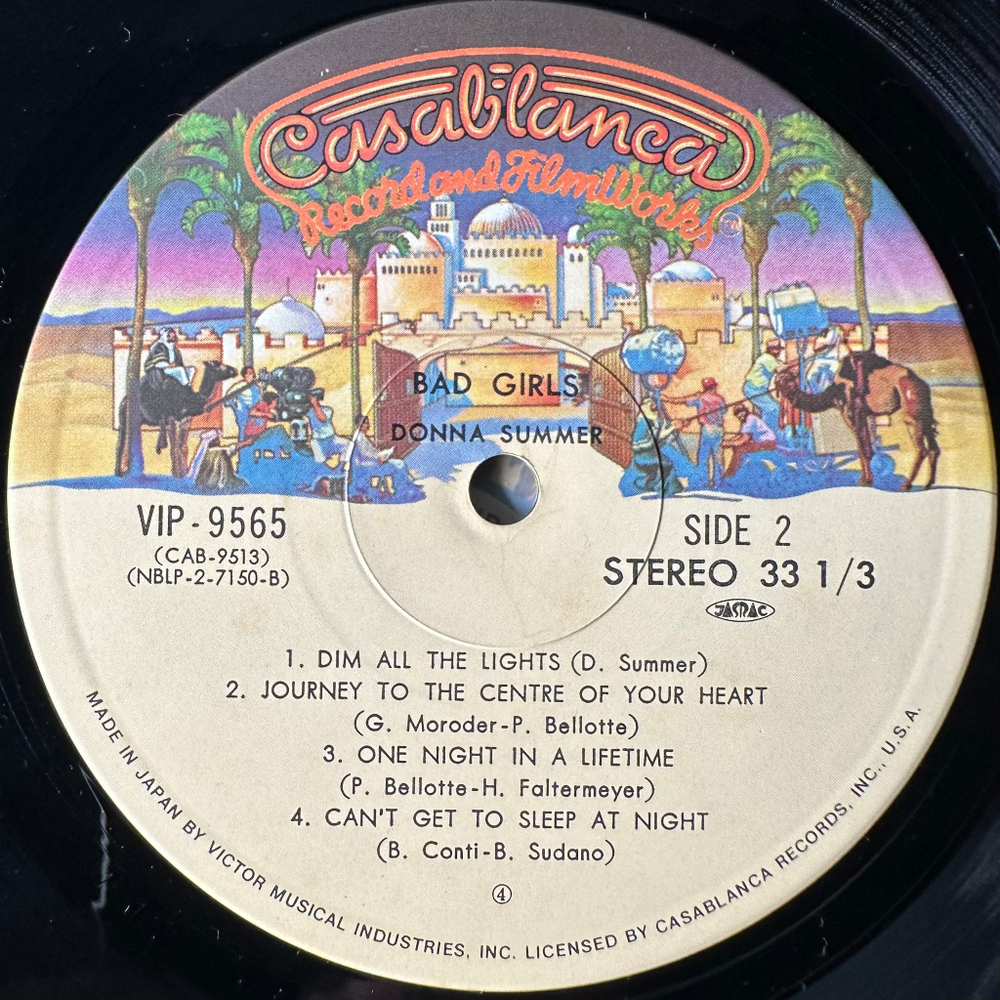 Casablanca
Record and FilmWorks
TM
BAD GIRLS
DONNA SUMMER
VIP-9565
(CAB-9513)
(NBLP-2-7150-B)
SIDE 2
STEREO 33 1/3
JASRAC
1. DIM ALL THE LIGHTS (D. Summer)
2. JOURNEY TO THE CENTRE OF YOUR HEART
(G. Moroder-P. Bellotte)
3. ONE NIGHT IN A LIFETIME
(P. Bellotte-H. Faltermeyer)
4. CAN'T GET TO SLEEP AT NIGHT
(B. Conti-B. Sudano)
④
MADE IN JAPAN BY VICTOR MUSICAL INDUSTRIES, INC. LICENSED BY CASABLANCA RECORDS, INC., U.S.A.